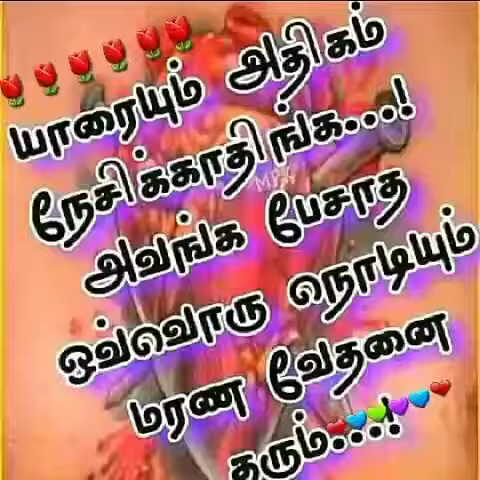 யாரையும் அதிகம்
நேசிக்காதிங்க...!
அவங்க பேசாத
ஒவ்வொரு நொடியும்
மரண வேதனை
தரும்...!